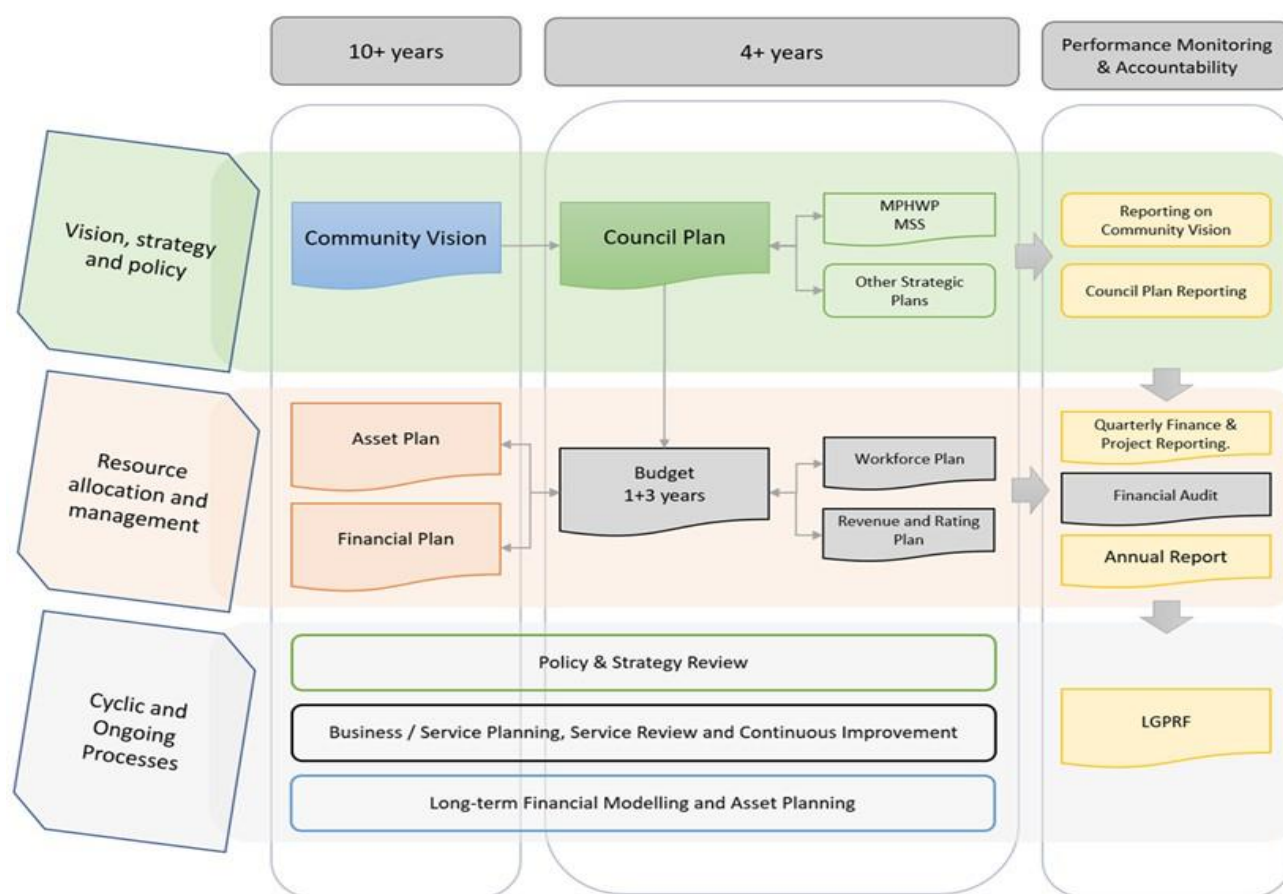 10+ years
4+ years
Performance Monitoring
& Accountability
Vision, strategy
and policy
Community Vision
Council Plan
MPHWP
MSS
Other Strategic
Plans
Reporting on
Community Vision
Council Plan Reporting
Resource
allocation and
management
Asset Plan
Financial Plan
Budget
1+3 years
Workforce Plan
Revenue and Rating
Plan
Quarterly Finance &
Project Reporting.
Financial Audit
Annual Report
Cyclic and
Ongoing
Processes
Policy & Strategy Review
Business / Service Planning, Service Review and Continuous Improvement
Long-term Financial Modelling and Asset Planning
LGPRF